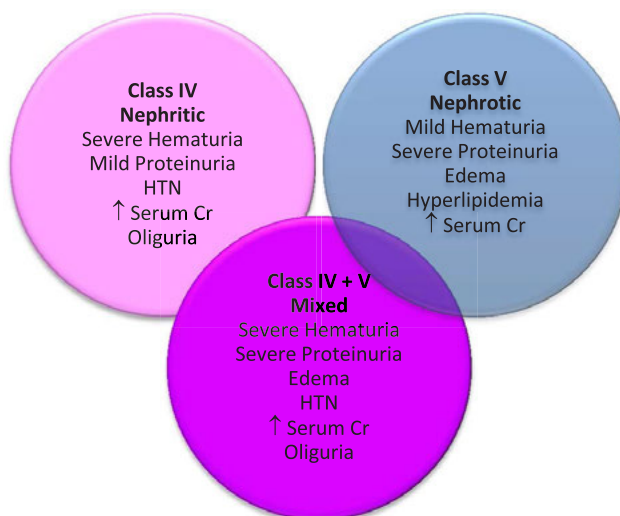 Class IV
Nephritic
Severe Hematuria
Mild Proteinuria
HTN
↑ Serum Cr
Oliguria
Class V
Nephrotic
Mild Hematuria
Severe Proteinuria
Edema
Hyperlipidemia
↑ Serum Cr
Class IV + V
Mixed
Severe Hematuria
Severe Proteinuria
Edema
HTN
↑ Serum Cr
Oliguria